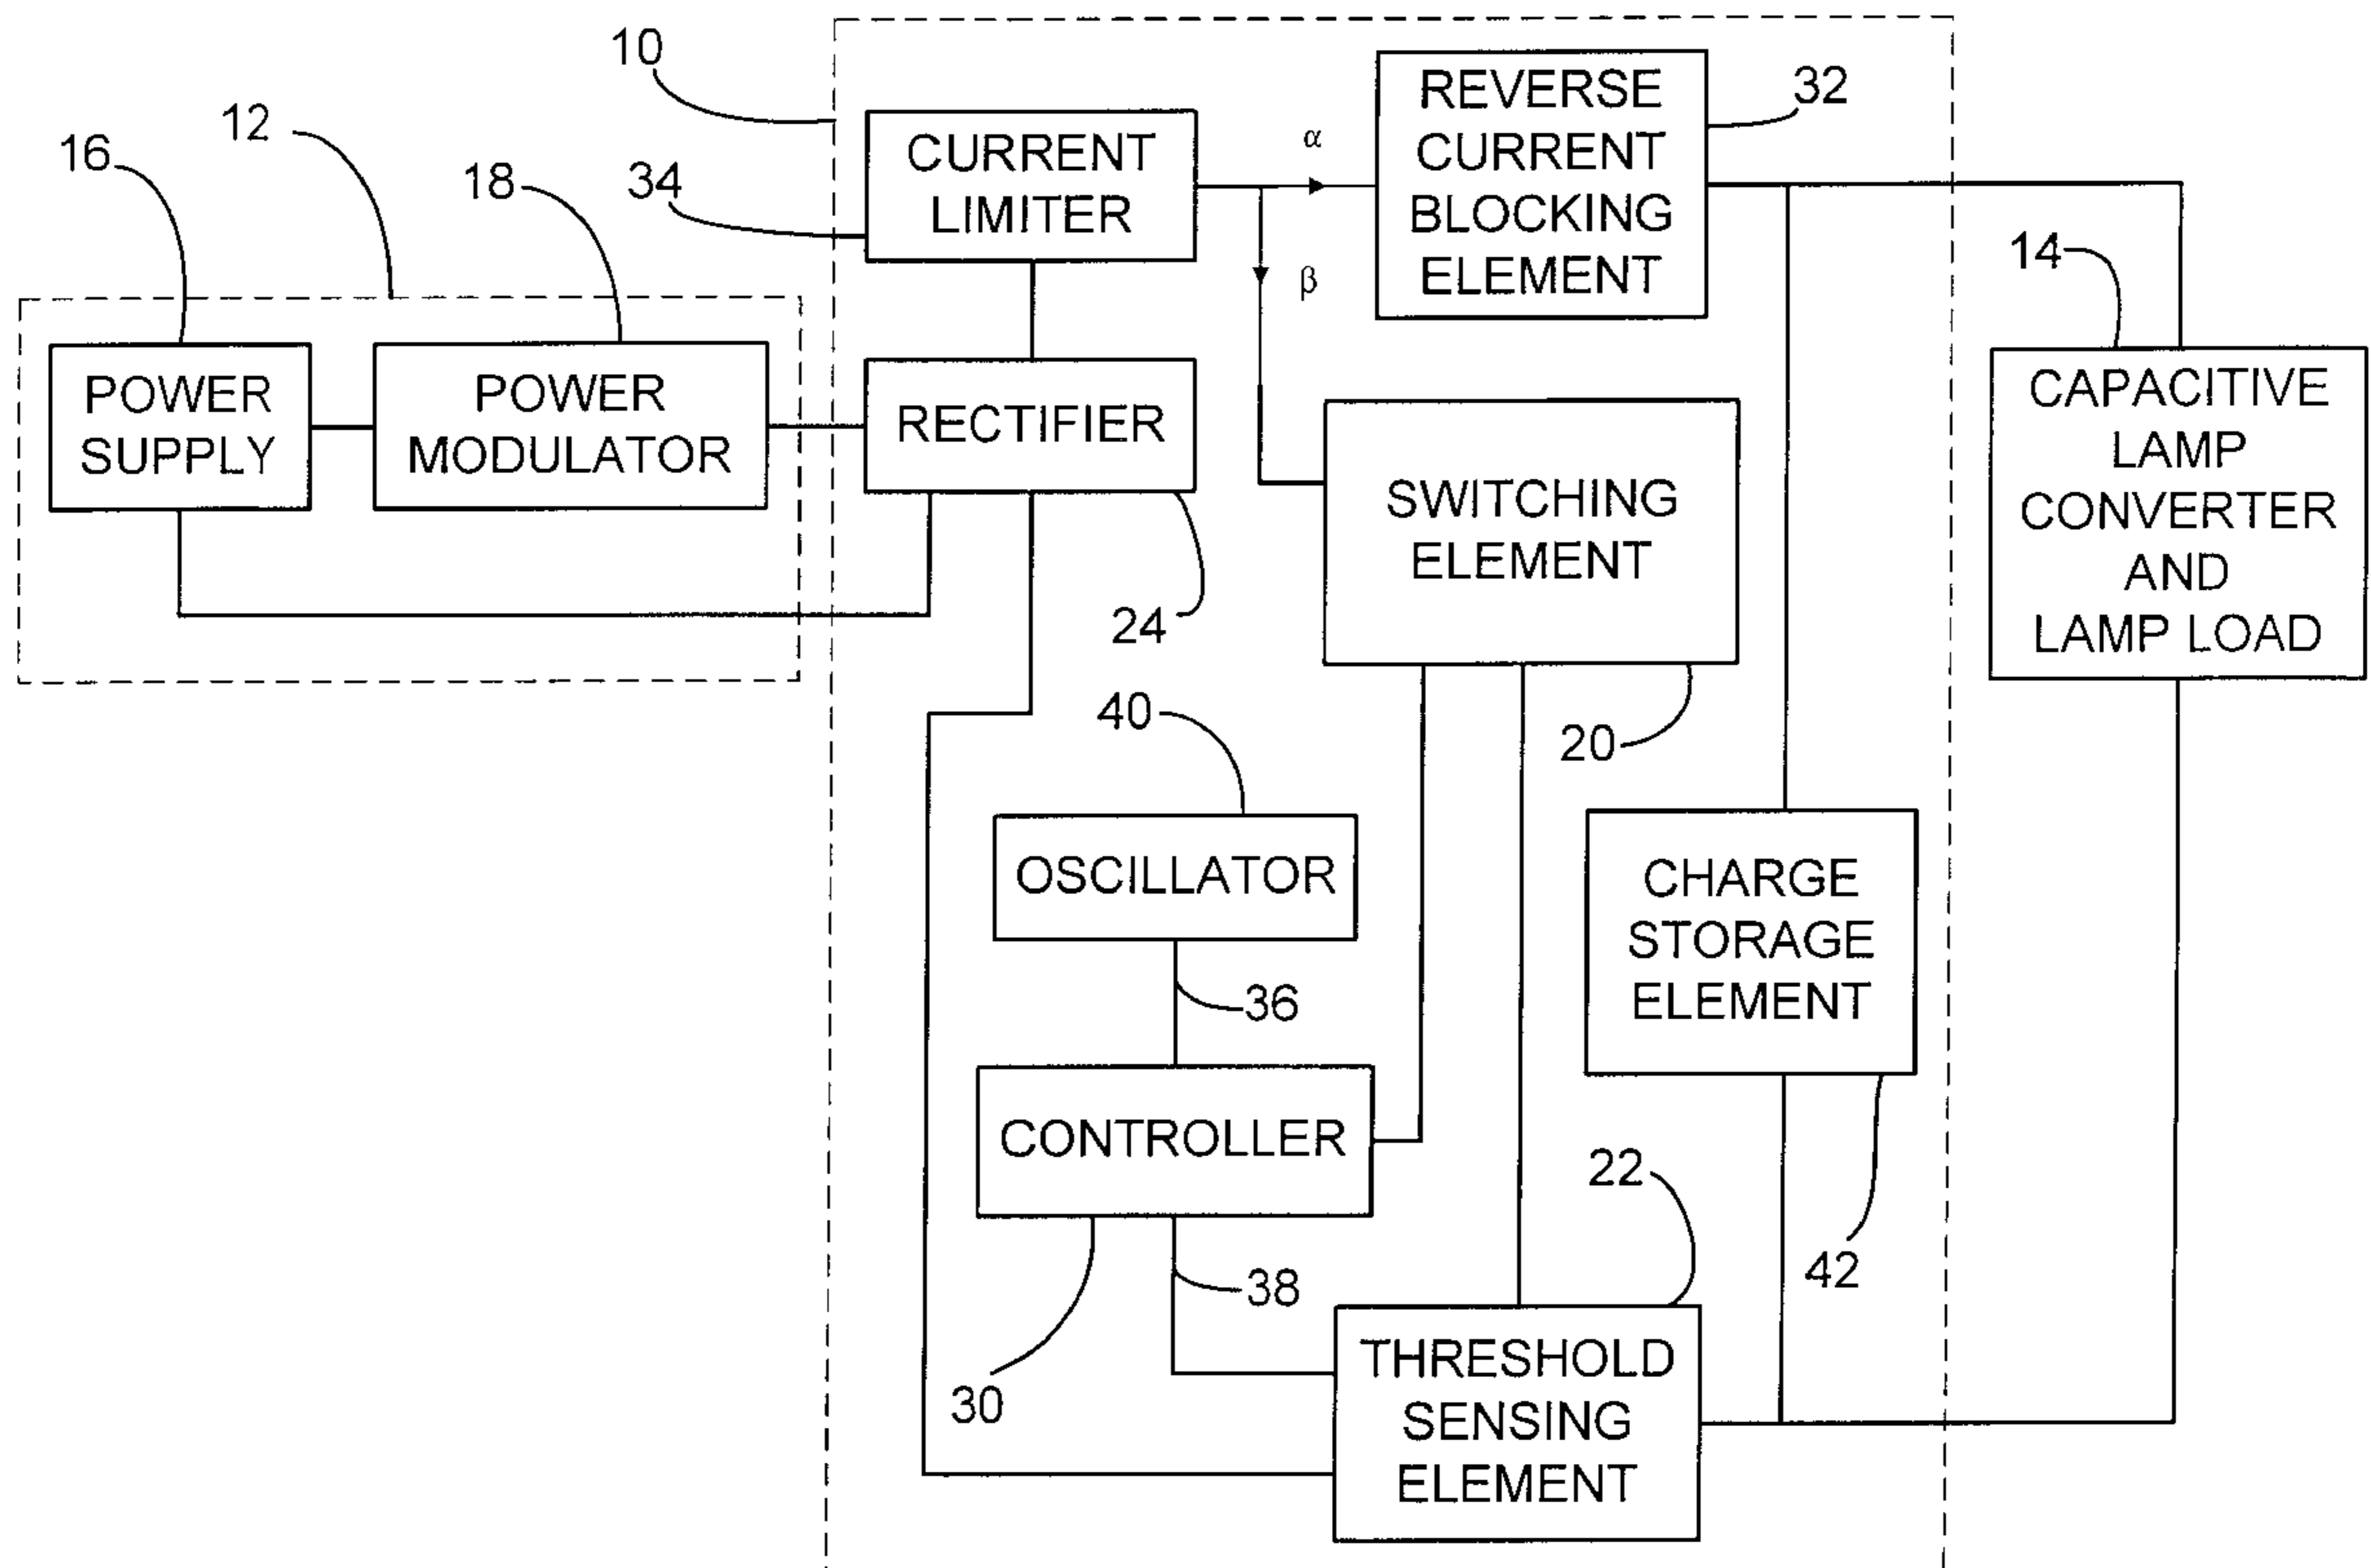 10
12
16
18
34
CURRENT
LIMITER
α
β
REVERSE
CURRENT
BLOCKING
ELEMENT
32
14
POWER
SUPPLY
POWER
MODULATOR
RECTIFIER
24
SWITCHING
ELEMENT
20
CAPACITIVE
LAMP
CONVERTER
AND
LAMP LOAD
40
OSCILLATOR
36
CHARGE
STORAGE
ELEMENT
42
CONTROLLER
30
38
22
THRESHOLD
SENSING
ELEMENT